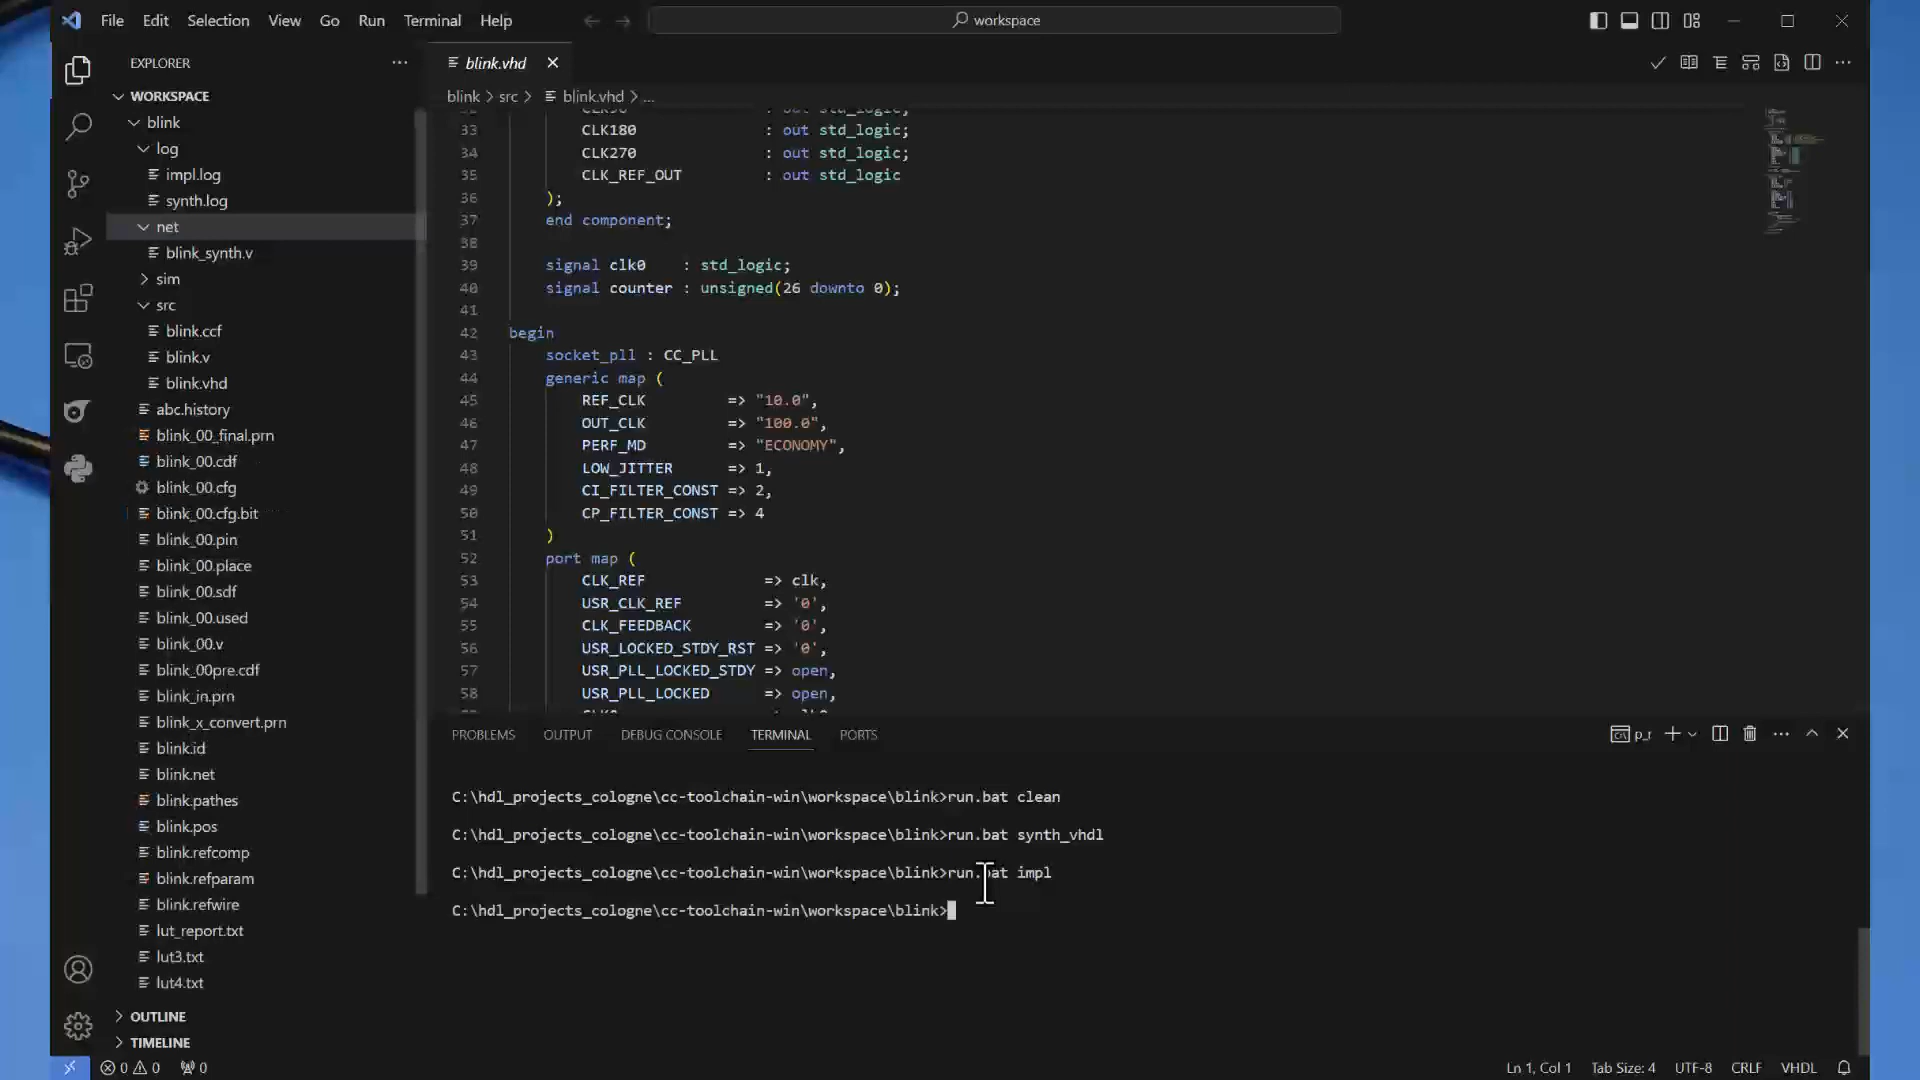 File Edit Selection View Go Run Terminal Help
workspace
EXPLORER
WORKSPACE
blink
log
impl.log
synth.log
net
blink_synth.v
sim
src
blink.ccf
blink.v
blink.vhd
abc.history
blink_00_final.prn
blink_00.cdf
blink_00.cfg
blink_00.cfg.bit
blink_00.pin
blink_00.place
blink_00.sdf
blink_00.used
blink_00.v
blink_00pre.cdf
blink_in.prn
blink_x_convert.prn
blink.id
blink.net
blink.pathes
blink.pos
blink.refcomp
blink.refparam
blink.refwire
lut_report.txt
lut3.txt
lut4.txt
OUTLINE
TIMELINE
blink.vhd
blink > src > blink.vhd > ...
33 CLK180 : out std_logic;
34 CLK270 : out std_logic;
35 CLK_REF_OUT : out std_logic
36 );
37 end component;
38
39 signal clk0 : std_logic;
40 signal counter : unsigned(26 downto 0);
41
42 begin
43 socket_pll : CC_PLL
44 generic map (
45 REF_CLK => "10.0",
46 OUT_CLK => "100.0",
47 PERF_MD => "ECONOMY",
48 LOW_JITTER => 1,
49 CI_FILTER_CONST => 2,
50 CP_FILTER_CONST => 4
51 )
52 port map (
53 CLK_REF => clk,
54 USR_CLK_REF => '0',
55 CLK_FEEDBACK => '0',
56 USR_LOCKED_STDY_RST => '0',
57 USR_PLL_LOCKED_STDY => open,
58 USR_PLL_LOCKED => open,
PROBLEMS OUTPUT DEBUG CONSOLE TERMINAL PORTS
C:\hdl_projects_cologne\cc-toolchain-win\workspace\blink>run.bat clean
C:\hdl_projects_cologne\cc-toolchain-win\workspace\blink>run.bat synth_vhdl
C:\hdl_projects_cologne\cc-toolchain-win\workspace\blink>run.bat impl
C:\hdl_projects_cologne\cc-toolchain-win\workspace\blink>
0 0 0
Ln 1, Col 1 Tab Size: 4 UTF-8 CRLF VHDL